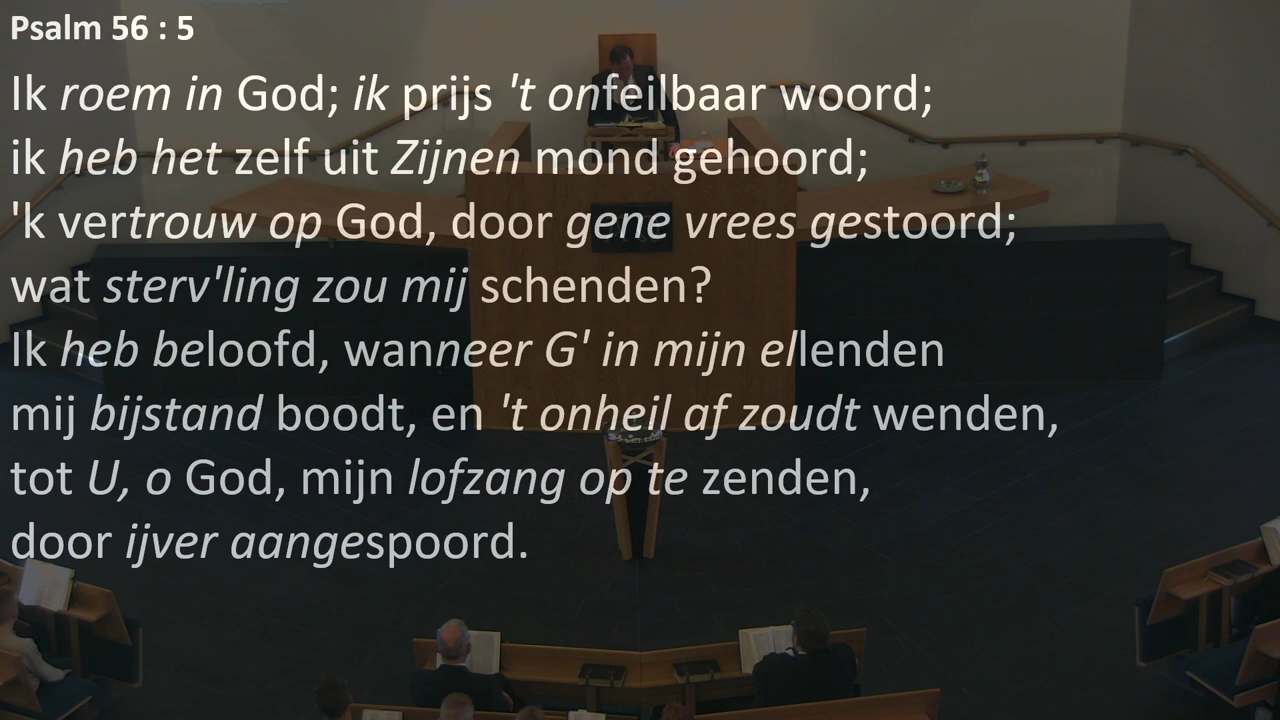 Psalm 56 : 5
Ik roem in God; ik prijs 't onfeilbaar woord;
ik heb het zelf uit Zijnen mond gehoord;
'k vertrouw op God, door gene vrees gestoord;
wat sterv'ling zou mij schenden?
Ik heb beloofd, wanneer G' in mijn ellenden
mij bijstand boodt, en 't onheil af zoudt wenden,
tot U, o God, mijn lofzang op te zenden,
door ijver aangespoord.